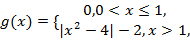 g(x) = {0,0 < x ≤ 1,
|x² − 4| − 2, x > 1,